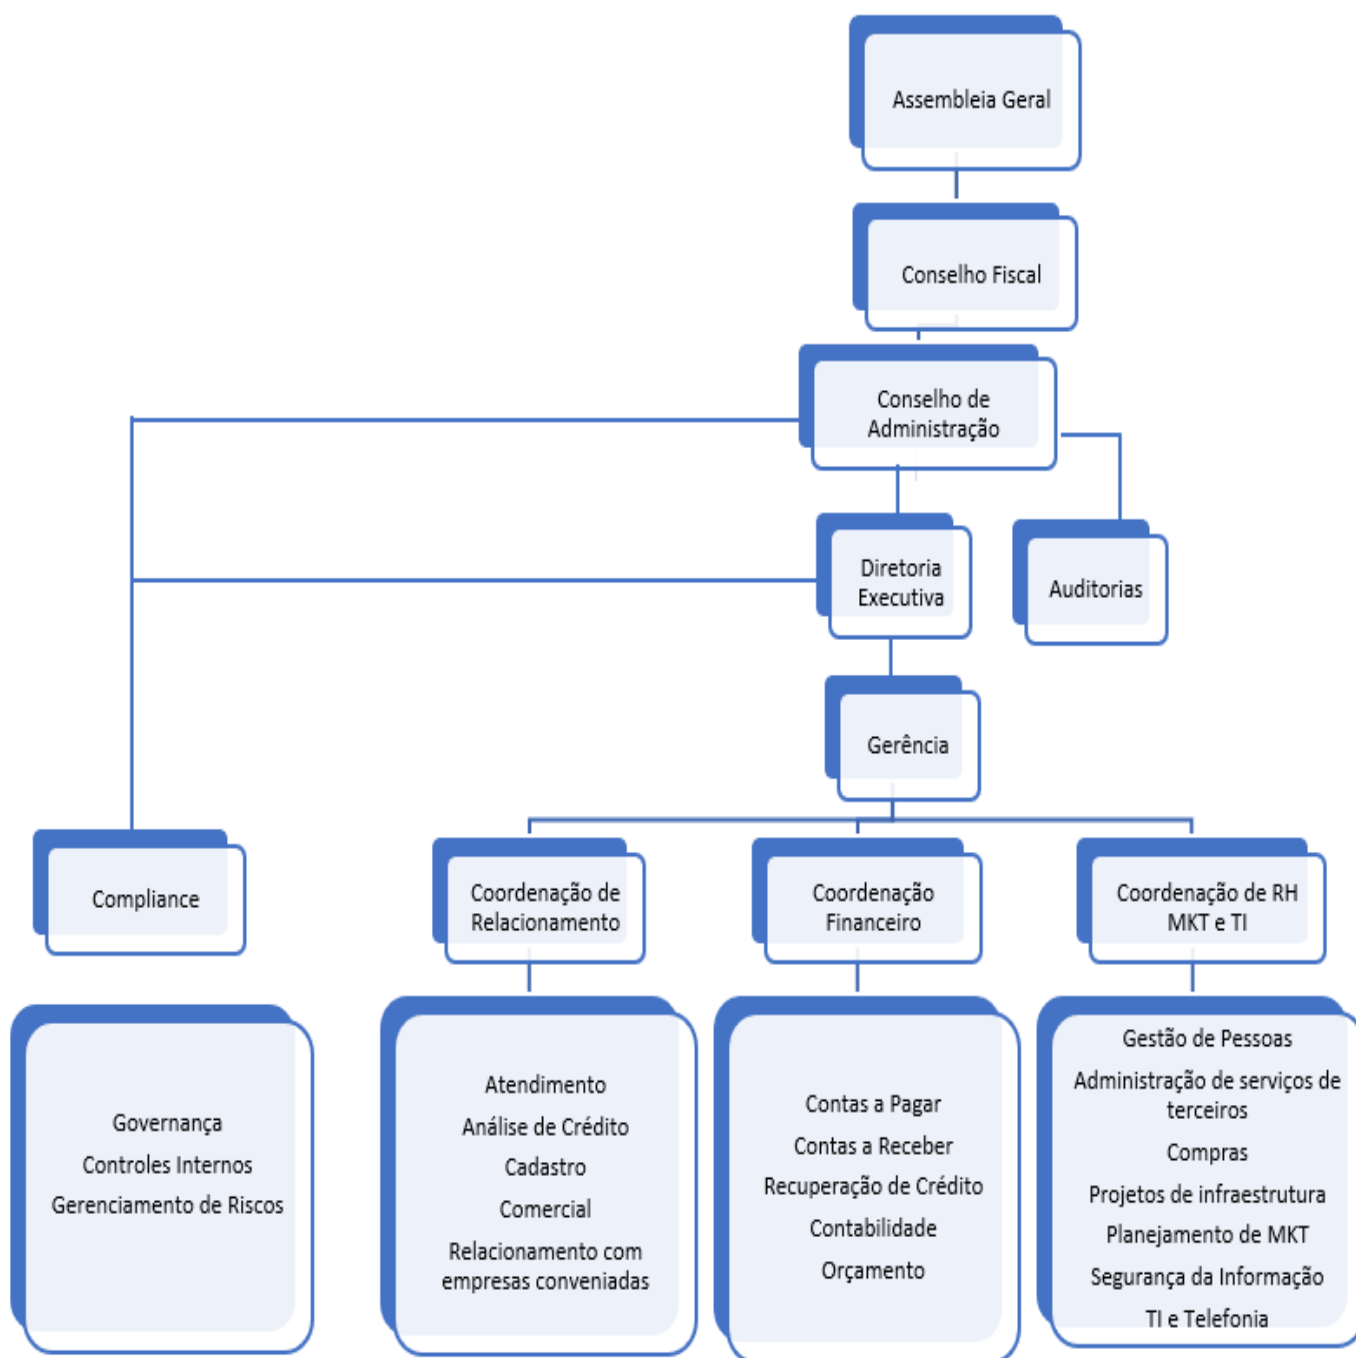 Assembleia Geral
Conselho Fiscal
Conselho de
Administração
Diretoria
Executiva
Auditorias
Gerência
Compliance
Coordenação de
Relacionamento
Coordenação
Financeiro
Coordenação de RH
MKT e TI
Governança
Controles Internos
Gerenciamento de Riscos
Atendimento
Análise de Crédito
Cadastro
Comercial
Relacionamento com
empresas conveniadas
Contas a Pagar
Contas a Receber
Recuperação de Crédito
Contabilidade
Orçamento
Gestão de Pessoas
Administração de serviços de
terceiros
Compras
Projetos de infraestrutura
Planejamento de MKT
Segurança da Informação
TI e Telefonia